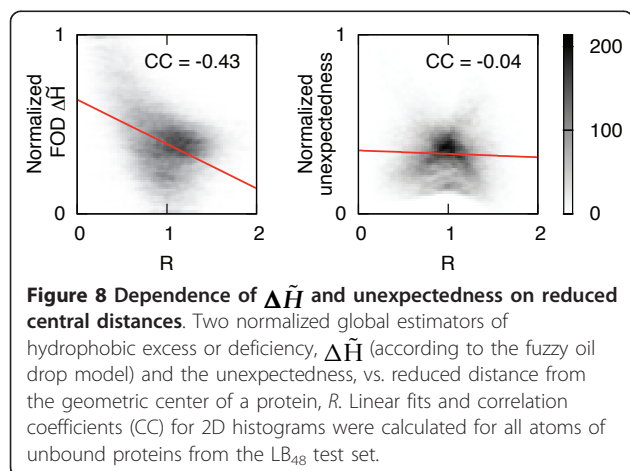 1
CC = -0.43
Normalized
FOD ΔH̃
0
0
1
2
R
1
CC = -0.04
Normalized
unexpectedness
0
0
1
2
R
200
100
0
Figure 8 Dependence of ΔH̃ and unexpectedness on reduced
central distances. Two normalized global estimators of
hydrophobic excess or deficiency, ΔH̃ (according to the fuzzy oil
drop model) and the unexpectedness, vs. reduced distance from
the geometric center of a protein, R. Linear fits and correlation
coefficients (CC) for 2D histograms were calculated for all atoms of
unbound proteins from the LB₄₈ test set.